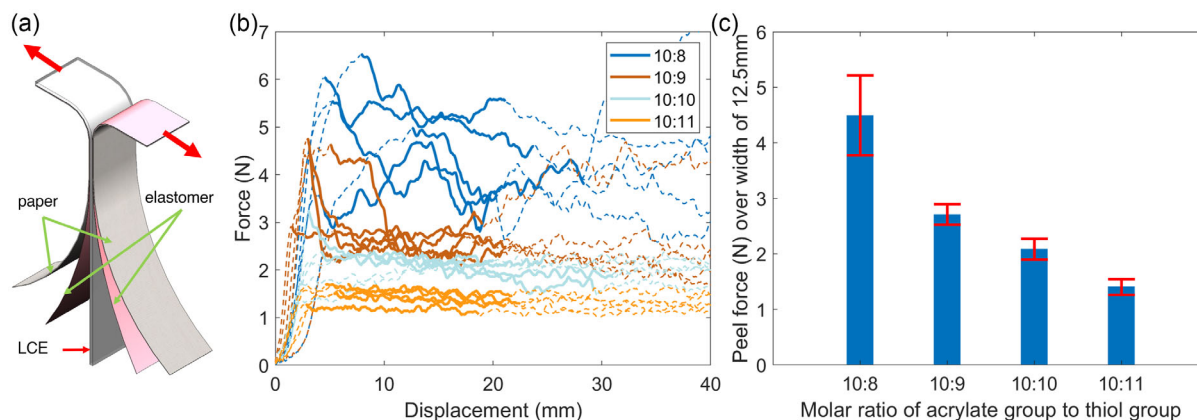 (a)
paper
elastomer
LCE
(b)
Force (N)
7
6
5
4
3
2
1
0
0 10 20 30 40
Displacement (mm)
10:8
10:9
10:10
10:11
(c)
Peel force (N) over width of 12.5mm
6
5
4
3
2
1
0
10:8 10:9 10:10 10:11
Molar ratio of acrylate group to thiol group